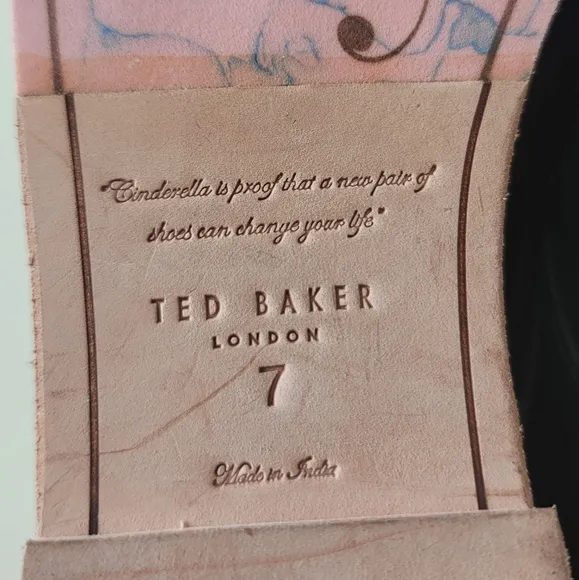 "Cinderella is proof that a new pair of
shoes can change your life"
TED BAKER
LONDON
7
Made in India